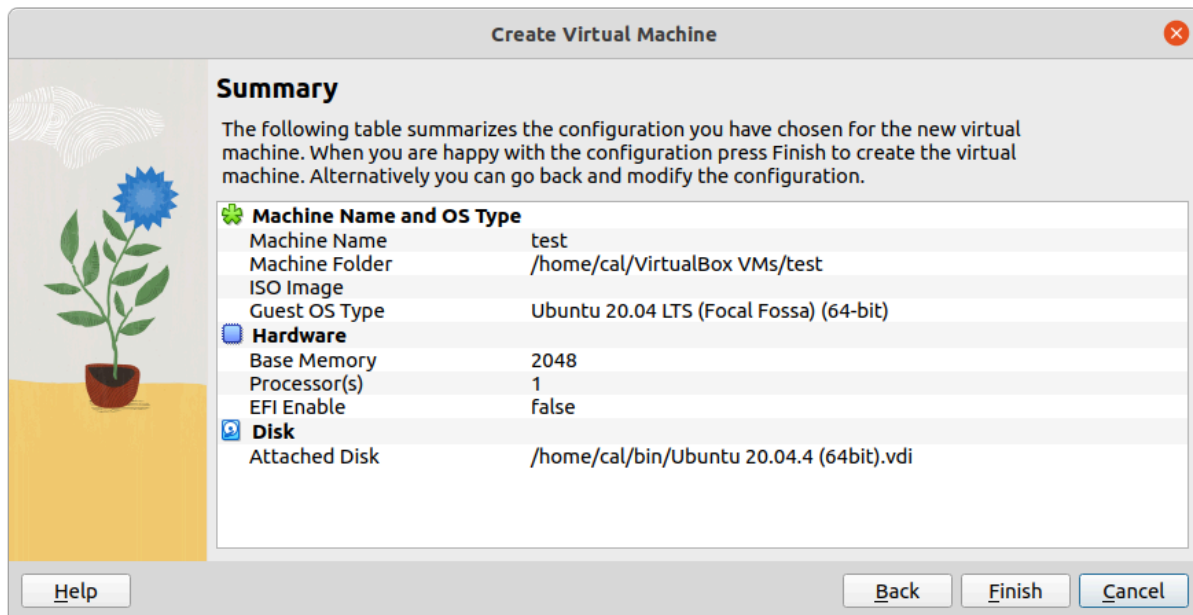 Create Virtual Machine
Summary
The following table summarizes the configuration you have chosen for the new virtual
machine. When you are happy with the configuration press Finish to create the virtual
machine. Alternatively you can go back and modify the configuration.
Machine Name and OS Type
Machine Name test
Machine Folder /home/cal/VirtualBox VMs/test
ISO Image
Guest OS Type Ubuntu 20.04 LTS (Focal Fossa) (64-bit)
Hardware
Base Memory 2048
Processor(s) 1
EFI Enable false
Disk
Attached Disk /home/cal/bin/Ubuntu 20.04.4 (64bit).vdi
Help Back Finish Cancel